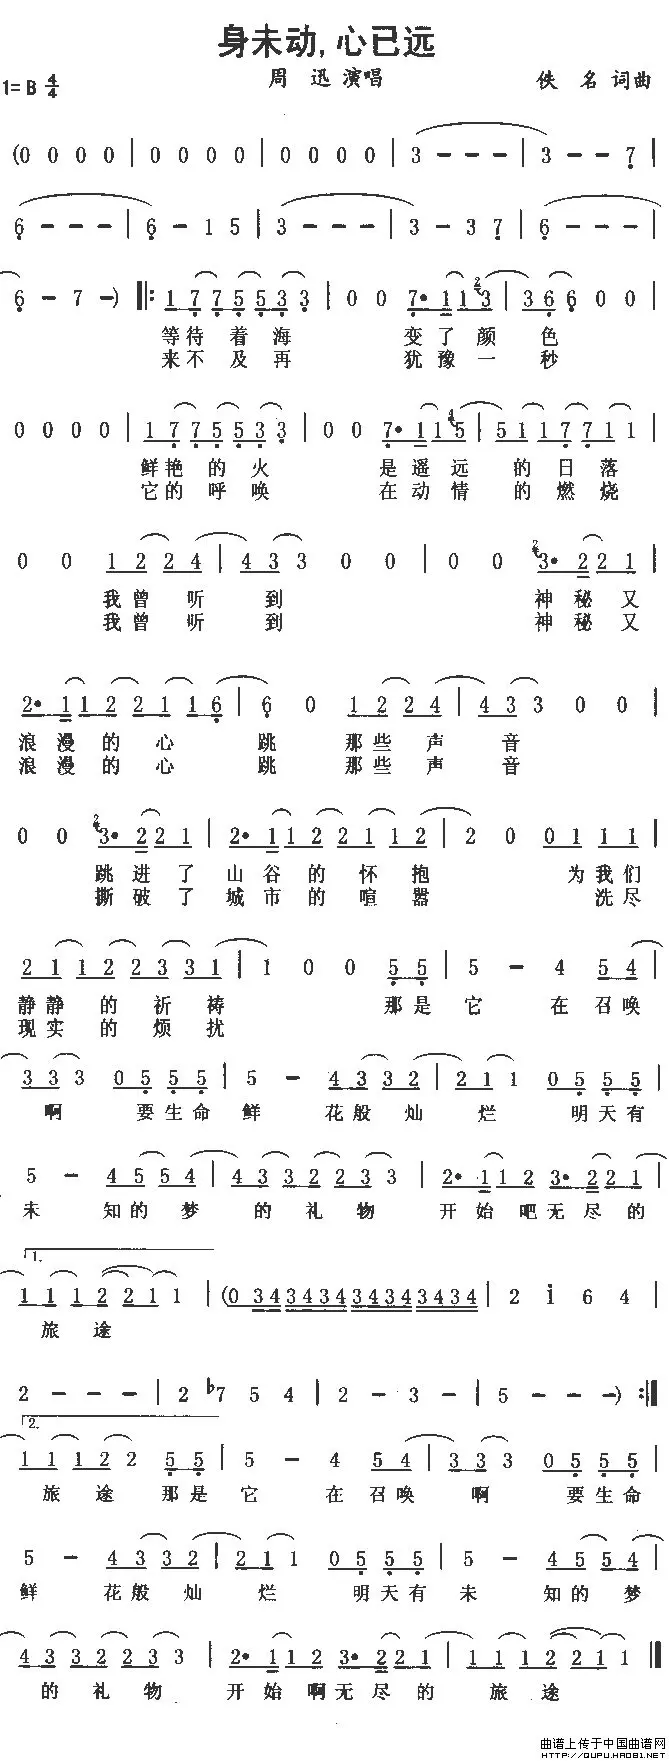 身未动,心已远
周 迅 演唱
1= B 4/4
佚 名 词曲
(0 0 0 0 | 0 0 0 0 | 0 0 0 0 | 3 - - - | 3 - - 7 |
6 - - - | 6 - 1 5 | 3 - - - | 3 - 3 7 | 6 - - - |
6 - 7 - ) ‖: 1 7 7 5 5 3 3 | 0 0 7• 1 1 3 | 3 6 6 0 0 |
等待着海 变了颜色
来不及再 犹豫一秒
0 0 0 0 | 1 7 7 5 5 3 3 | 0 0 7• 1 1 5 | 5 1 1 7 7 1 1 |
鲜艳的火 是遥远的日落
它的呼唤 在动情的燃烧
0 0 1 2 2 4 | 4 3 3 0 0 | 0 0 3• 2 2 1 |
我曾听到 神秘又
我曾听到 神秘又
2• 1 1 2 2 1 1 6 | 6 0 1 2 2 4 | 4 3 3 0 0 |
浪漫的心 跳 那些声音
浪漫的心 跳 那些声音
0 0 3• 2 2 1 | 2• 1 1 2 2 1 1 2 | 2 0 0 1 1 1 |
跳进了山谷的怀抱 为我们
撕破了城市的喧嚣 洗尽
2 1 1 2 2 3 3 1 | 1 0 0 5 5 | 5 - 4 5 4 |
静静的祈祷 那是它 在召唤
现实的烦扰
3 3 3 0 5 5 5 | 5 - 4 3 3 2 | 2 1 1 0 5 5 5 |
啊 要生命鲜 花般灿烂 明天有
5 - 4 5 5 4 | 4 3 3 2 2 3 3 | 2• 1 1 2 3• 2 2 1 |
未 知的梦 的礼物 开始吧无尽的
1.
1 1 1 2 2 1 1 | (0 3 4 3 4 3 4 3 4 3 4 3 4 3 4 3 4 | 2 1 6 4 |
旅途
2 - - - | 2 ♭7 5 4 | 2 - 3 - | 5 - - - ) :‖
2.
1 1 1 2 2 5 5 | 5 - 4 5 4 | 3 3 3 0 5 5 5 |
旅途 那是它 在召唤 啊 要生命
5 - 4 3 3 2 | 2 1 1 0 5 5 5 | 5 - 4 5 5 4 |
鲜 花般灿烂 明天有未 知的梦
4 3 3 2 2 3 3 | 2• 1 1 2 3• 2 2 1 | 1 1 1 2 2 1 1 ‖
的礼物 开始啊无尽的 旅途
曲谱上传于中国曲谱网
HTTP://QUPU.HAO81.NET